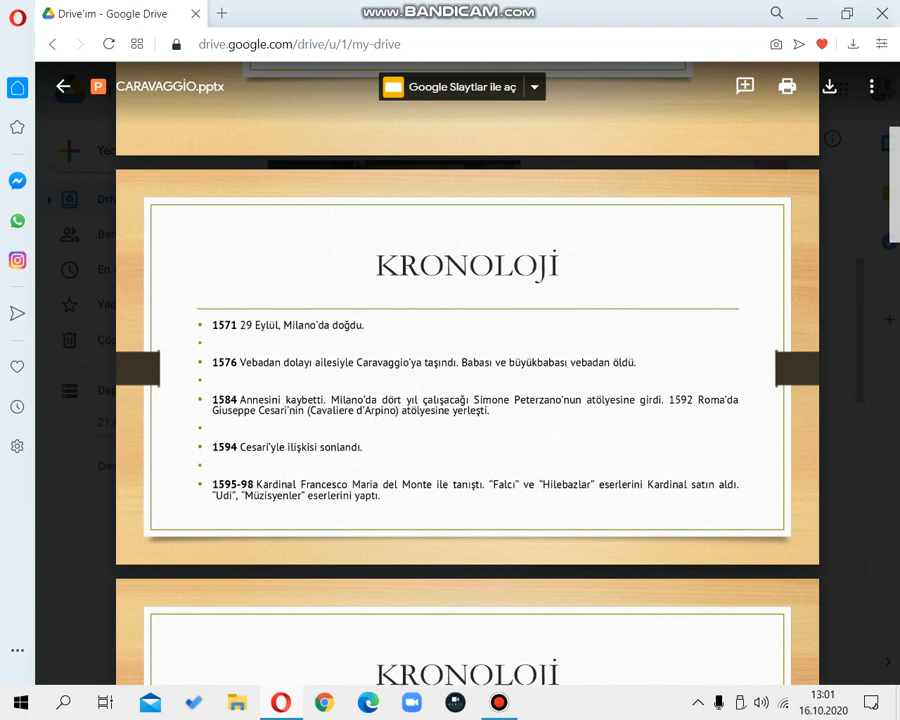 Drive'ım - Google Drive
www.BANDICAM.com
drive.google.com/drive/u/1/my-drive
CARAVAGGİO.pptx
Google Slaytlar ile aç
KRONOLOJİ
• 1571 29 Eylül, Milano'da doğdu.
•
• 1576 Vebadan dolayı ailesiyle Caravaggio'ya taşındı. Babası ve büyükbabası vebadan öldü.
•
• 1584 Annesini kaybetti. Milano'da dört yıl çalışacağı Simone Peterzano'nun atölyesine girdi. 1592 Roma'da
Giuseppe Cesari'nin (Cavaliere d'Arpino) atölyesine yerleşti.
•
• 1594 Cesari'yle ilişkisi sonlandı.
•
• 1595-98 Kardinal Francesco Maria del Monte ile tanıştı. "Falcı" ve "Hilebazlar" eserlerini Kardinal satın aldı.
"Udi", "Müzisyenler" eserlerini yaptı.
KRONOLOJİ
13:01
16.10.2020